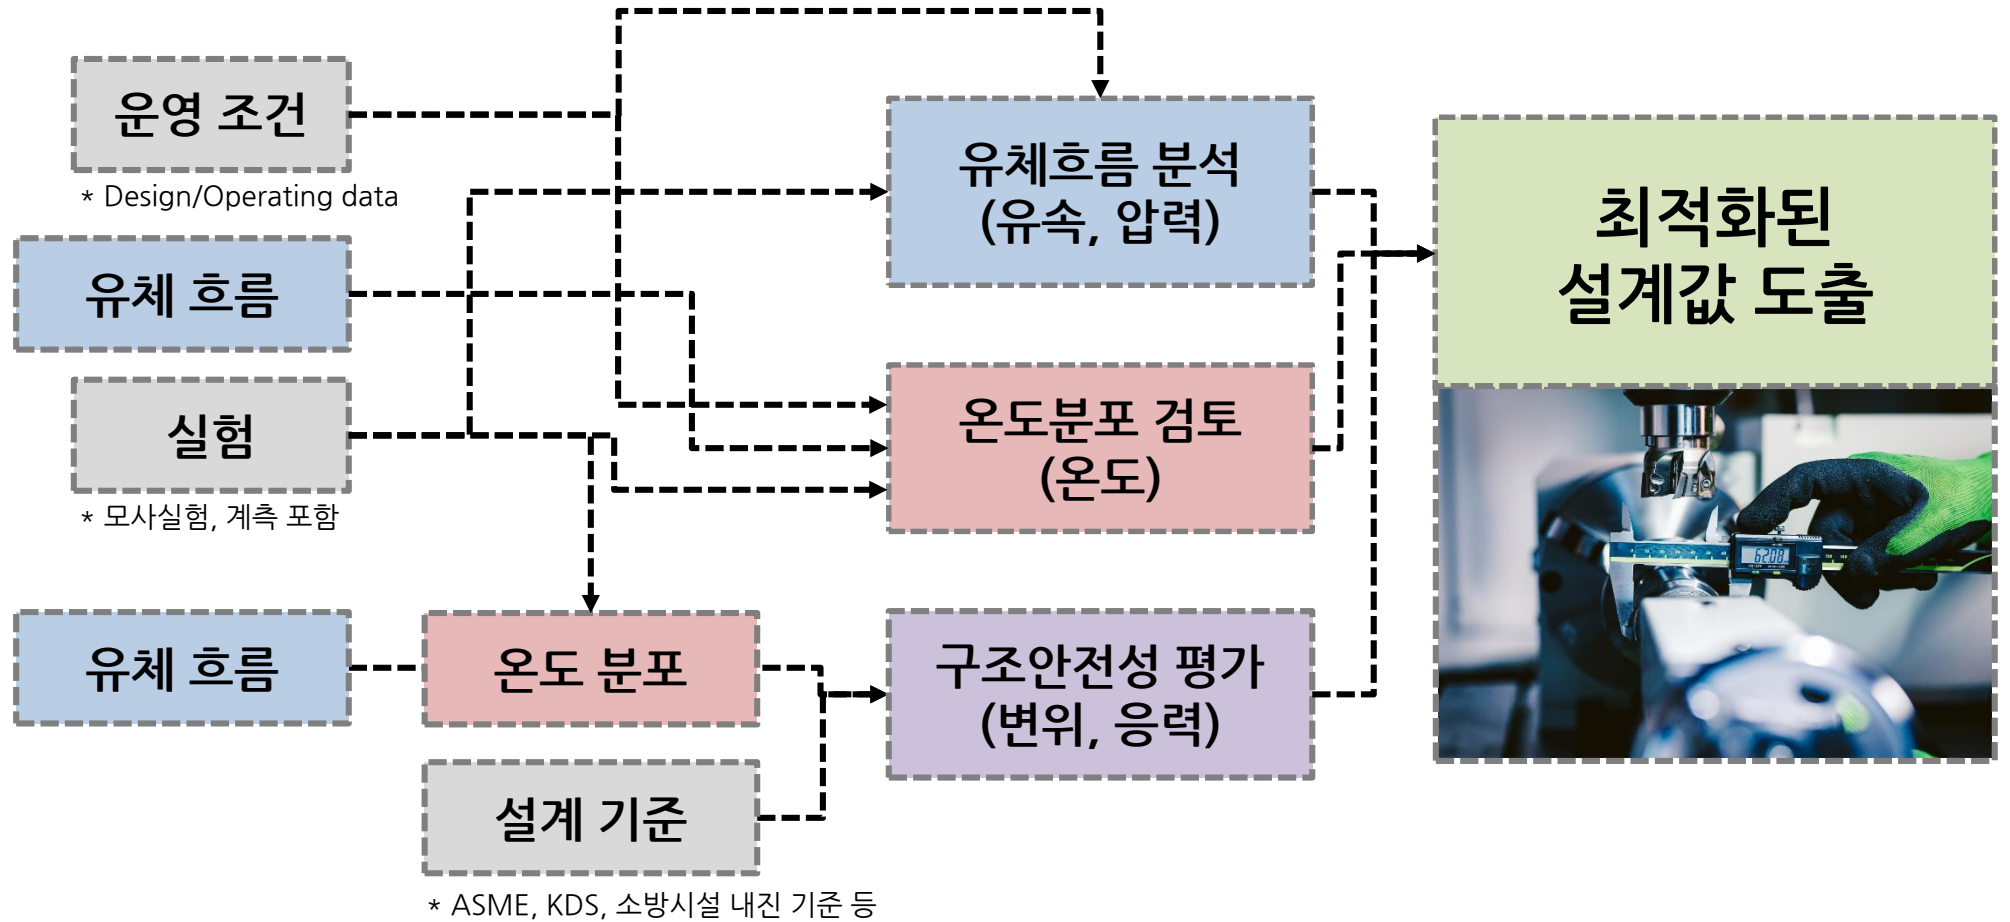 운영 조건
* Design/Operating data
유체 흐름
실험
* 모사실험, 계측 포함
유체 흐름
온도 분포
설계 기준
* ASME, KDS, 소방시설 내진 기준 등
유체흐름 분석
(유속, 압력)
온도분포 검토
(온도)
구조안전성 평가
(변위, 응력)
최적화된
설계값 도출
62.08